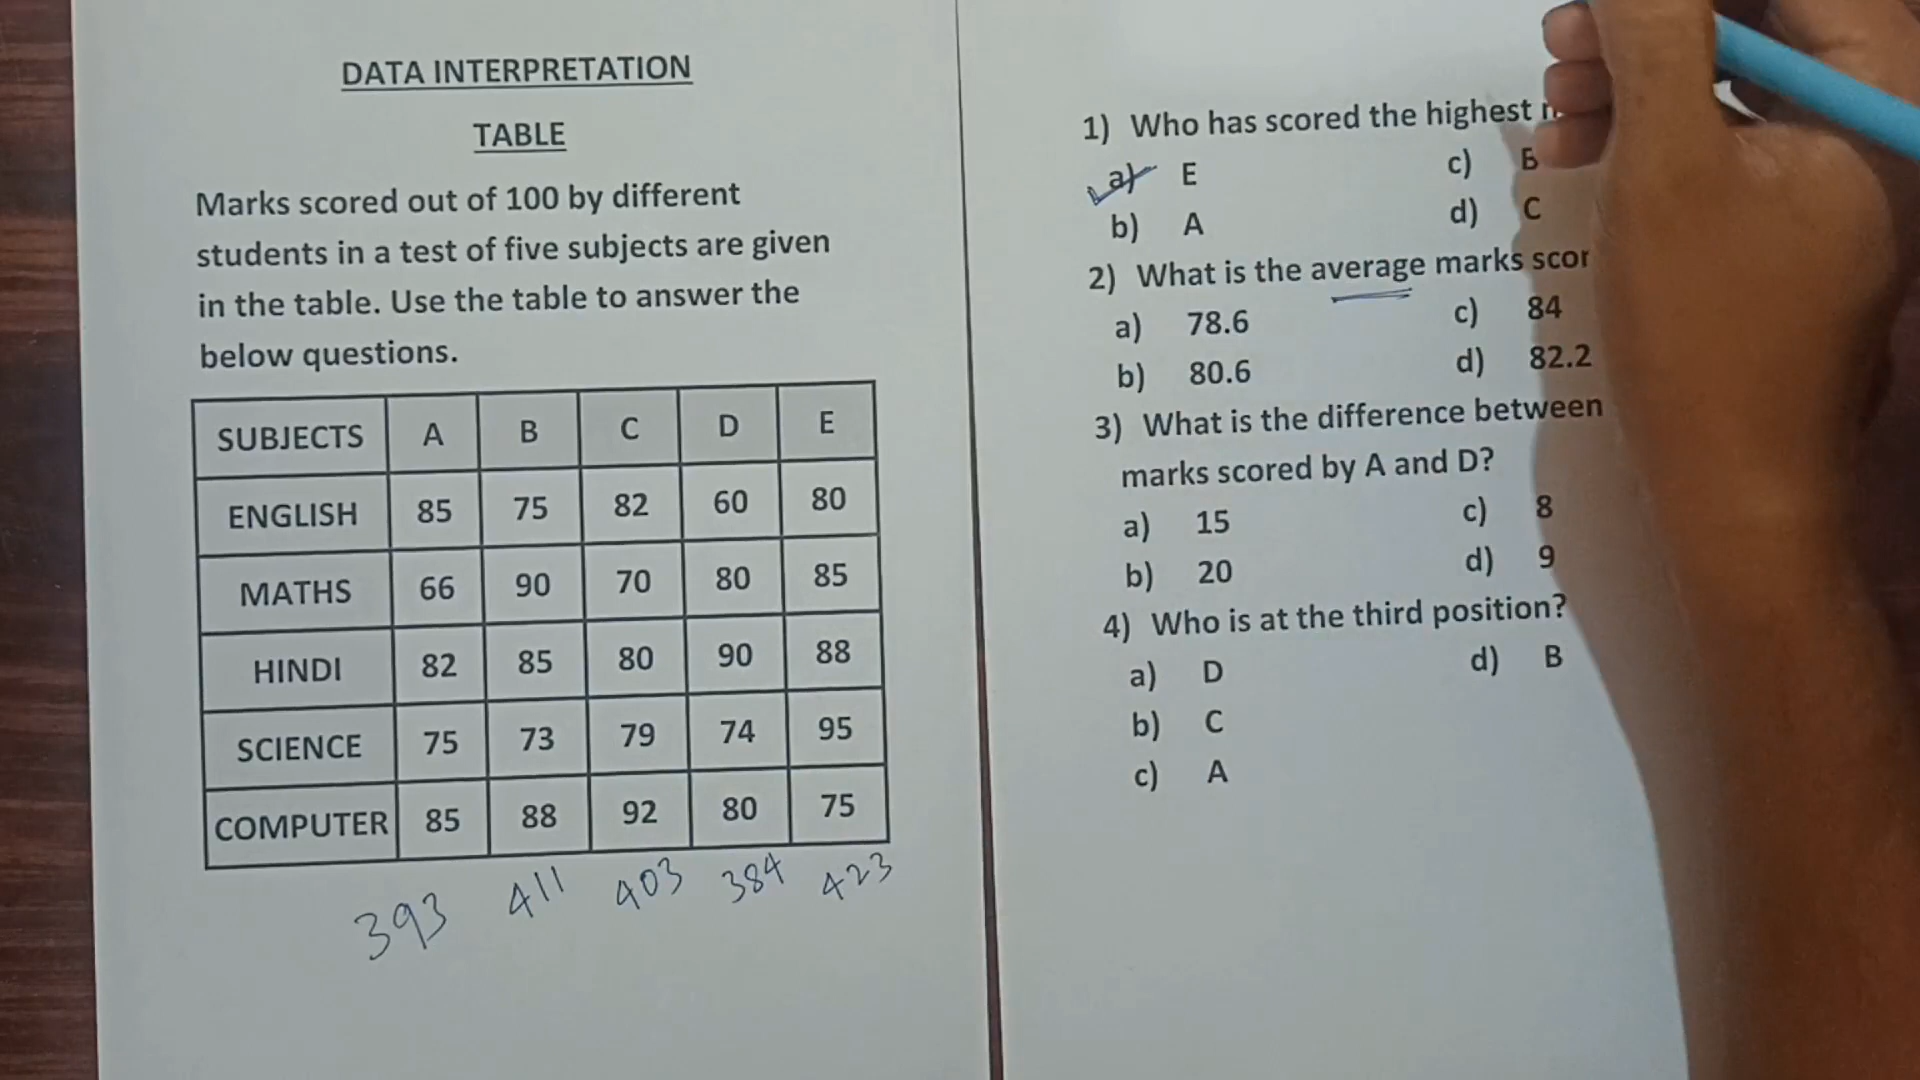 DATA INTERPRETATION
TABLE
Marks scored out of 100 by different
students in a test of five subjects are given
in the table. Use the table to answer the
below questions.
SUBJECTS A B C D E
ENGLISH 85 75 82 60 80
MATHS 66 90 70 80 85
HINDI 82 85 80 90 88
SCIENCE 75 73 79 74 95
COMPUTER 85 88 92 80 75
393 411 403 384 423
1) Who has scored the highest
a) E c) B
b) A d) C
2) What is the average marks
a) 78.6 c) 84
b) 80.6 d) 82.2
3) What is the difference between
marks scored by A and D?
a) 15 c) 8
b) 20 d) 9
4) Who is at the third position?
a) D d) B
b) C
c) A